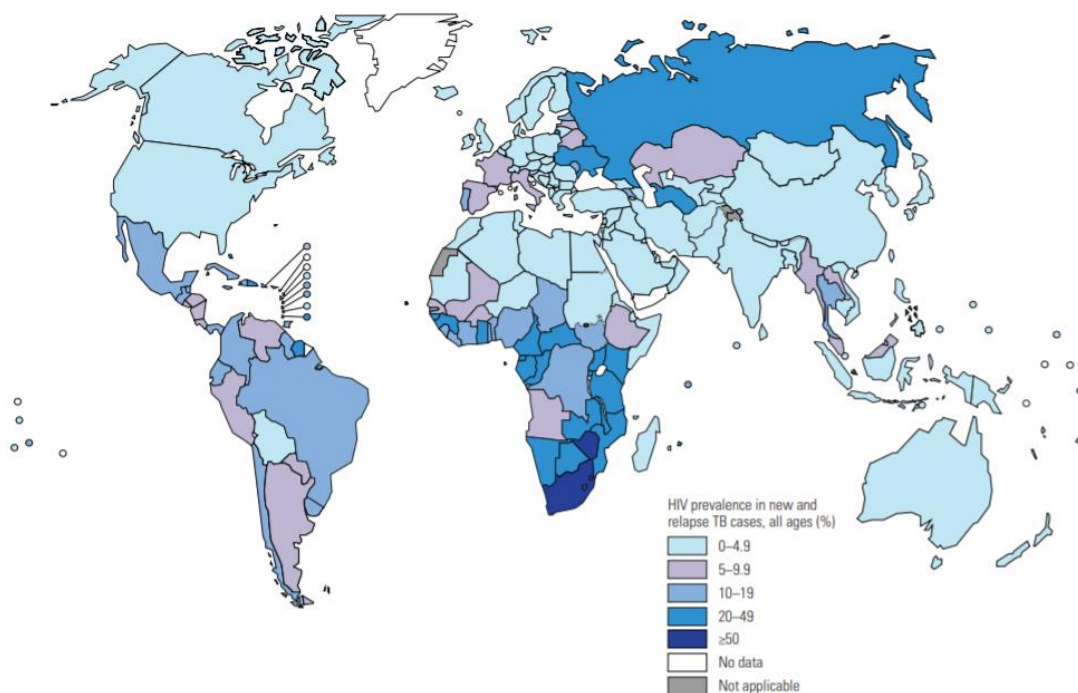 HIV prevalence in new and
relapse TB cases, all ages (%)
0–4.9
5–9.9
10–19
20–49
≥50
No data
Not applicable